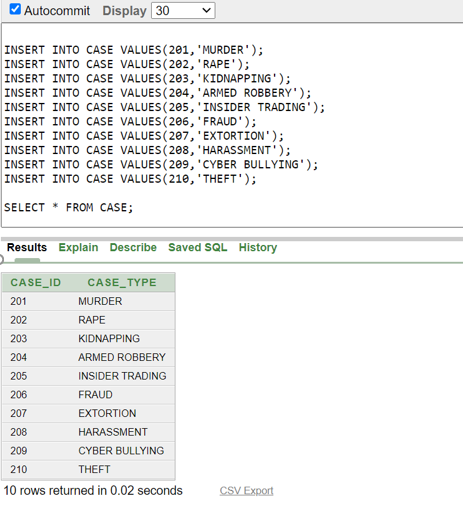 Autocommit Display 30
INSERT INTO CASE VALUES(201,'MURDER');
INSERT INTO CASE VALUES(202,'RAPE');
INSERT INTO CASE VALUES(203,'KIDNAPPING');
INSERT INTO CASE VALUES(204,'ARMED ROBBERY');
INSERT INTO CASE VALUES(205,'INSIDER TRADING');
INSERT INTO CASE VALUES(206,'FRAUD');
INSERT INTO CASE VALUES(207,'EXTORTION');
INSERT INTO CASE VALUES(208,'HARASSMENT');
INSERT INTO CASE VALUES(209,'CYBER BULLYING');
INSERT INTO CASE VALUES(210,'THEFT');
SELECT * FROM CASE;
Results Explain Describe Saved SQL History
CASE_ID CASE_TYPE
201 MURDER
202 RAPE
203 KIDNAPPING
204 ARMED ROBBERY
205 INSIDER TRADING
206 FRAUD
207 EXTORTION
208 HARASSMENT
209 CYBER BULLYING
210 THEFT
10 rows returned in 0.02 seconds CSV Export